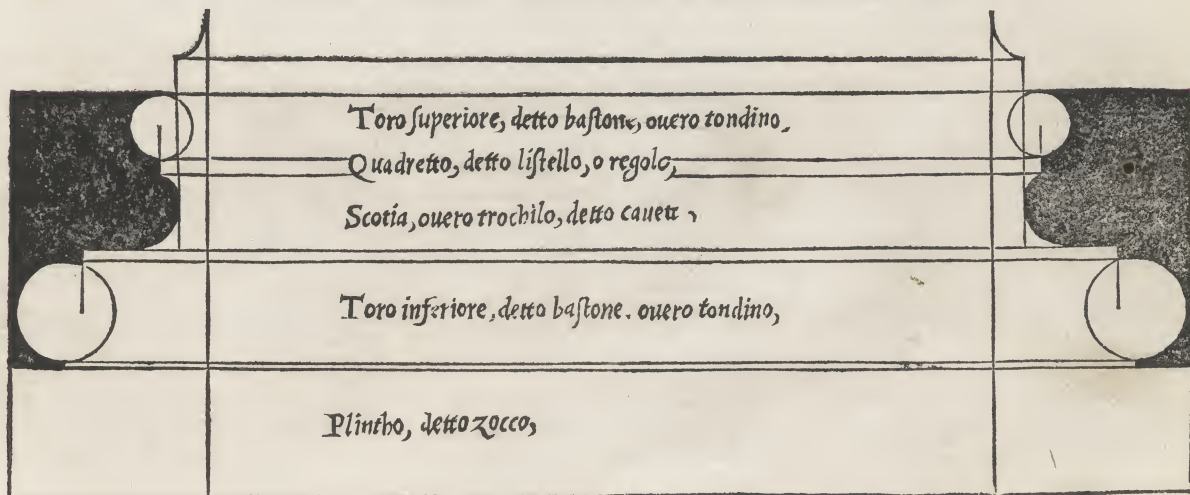 Toro ſuperiore, detto baſtone, ouero tondino,
Quadretto, detto liſtello, o regolo,
Scotia, ouero trochilo, detto cauett,
Toro inferiore, detto baſtone. ouero tondino,
Plintho, detto zocco,